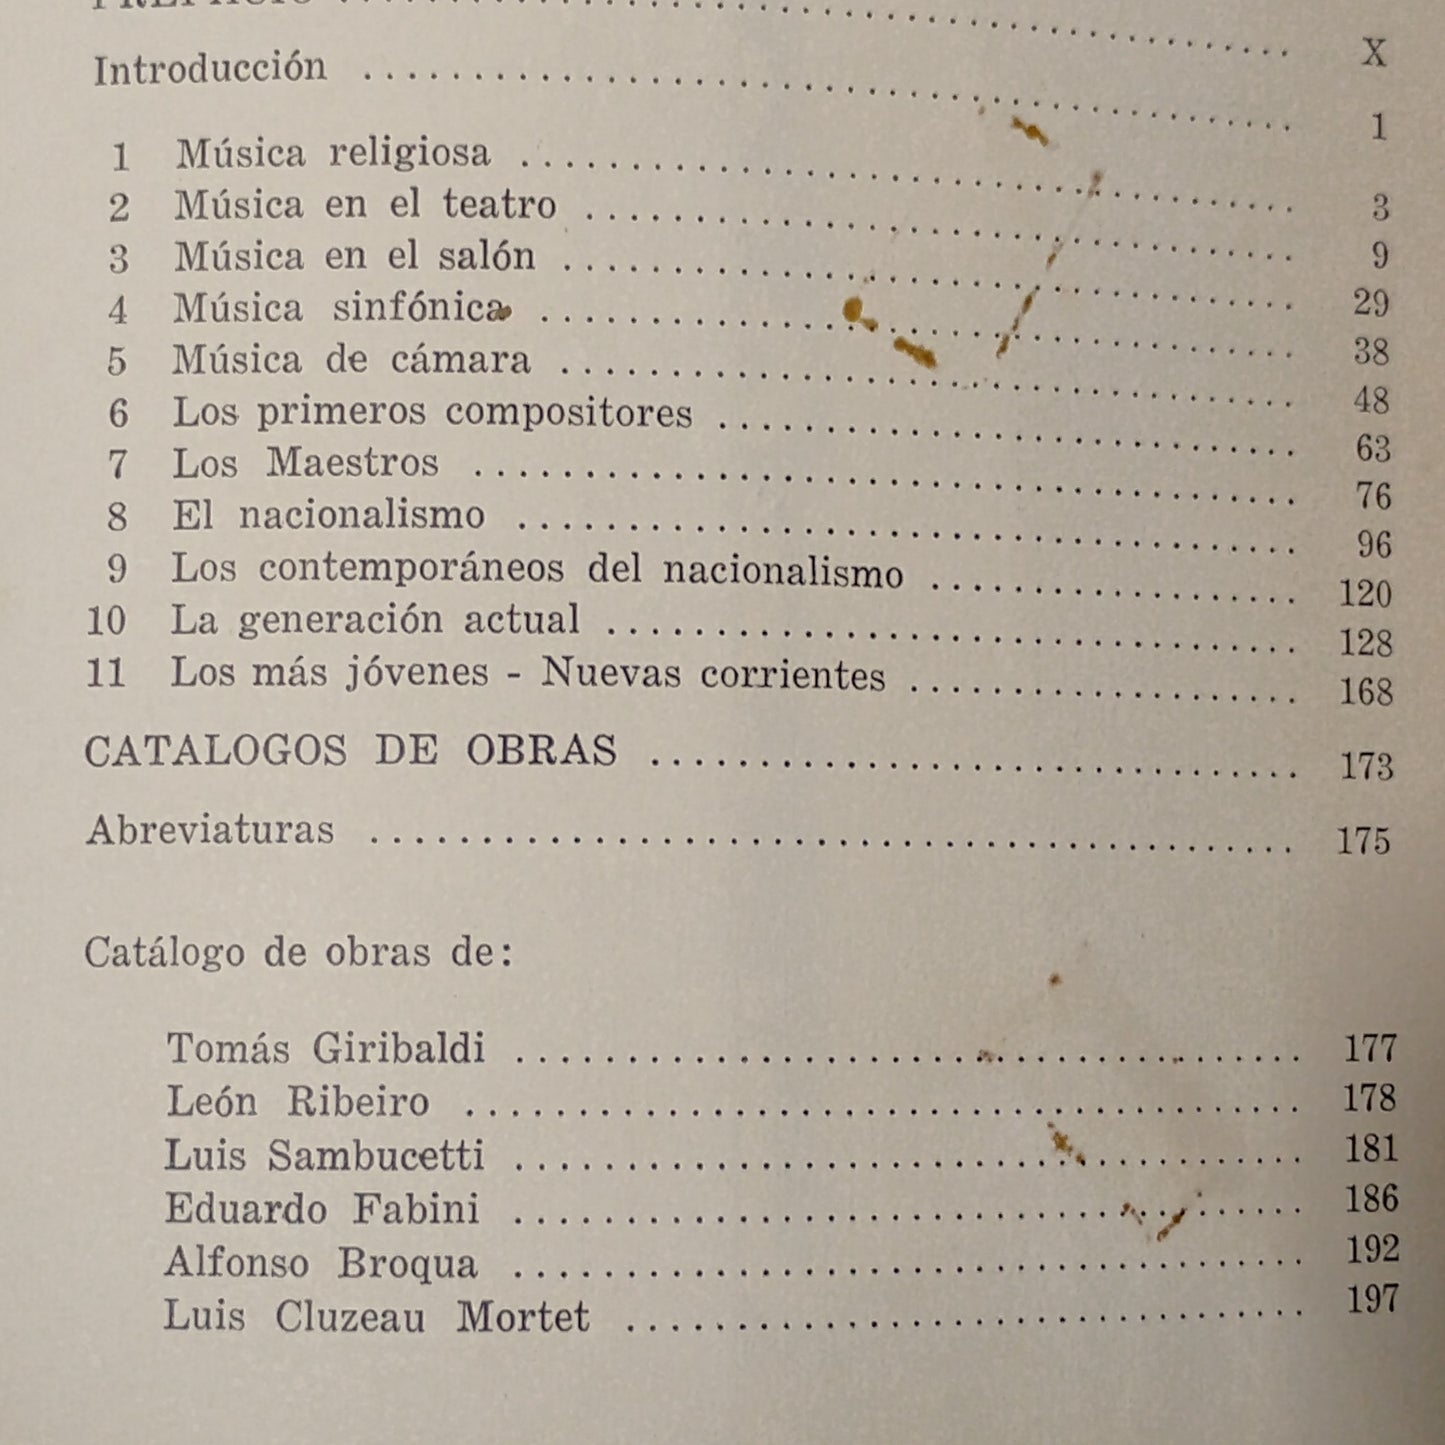 PREFACIO ........ X
Introducción ........ 1
1 Música religiosa ........ 3
2 Música en el teatro ........ 9
3 Música en el salón ........ 29
4 Música sinfónica ........ 38
5 Música de cámara ........ 48
6 Los primeros compositores ........ 63
7 Los Maestros ........ 76
8 El nacionalismo ........ 96
9 Los contemporáneos del nacionalismo ........ 120
10 La generación actual ........ 128
11 Los más jóvenes - Nuevas corrientes ........ 168
CATALOGOS DE OBRAS ........ 173
Abreviaturas ........ 175
Catálogo de obras de:
Tomás Giribaldi ........ 177
León Ribeiro ........ 178
Luis Sambucetti ........ 181
Eduardo Fabini ........ 186
Alfonso Broqua ........ 192
Luis Cluzeau Mortet ........ 197